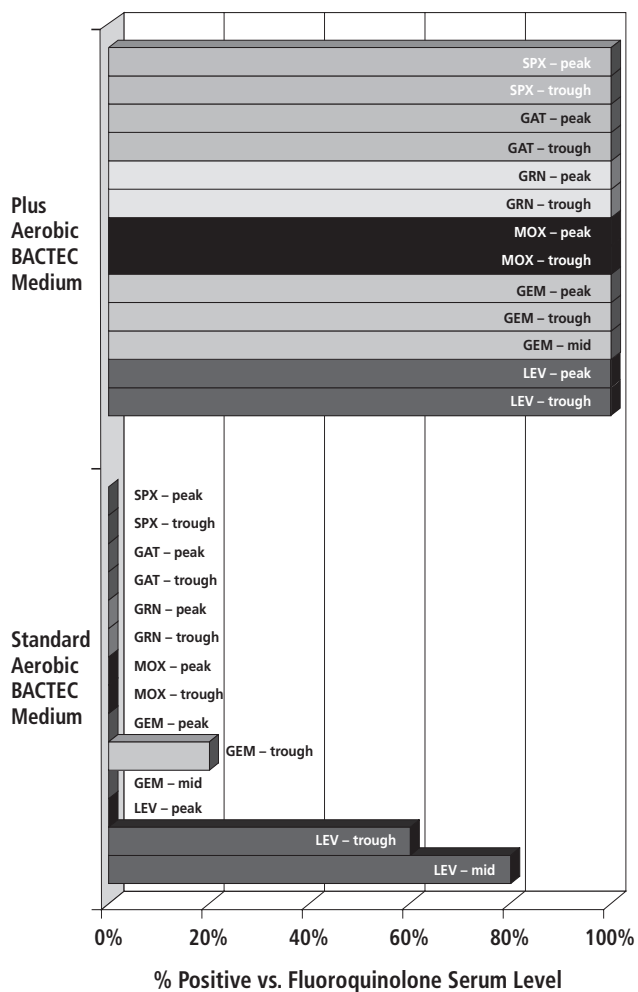 SPX – peak
SPX – trough
GAT – peak
GAT – trough
GRN – peak
GRN – trough
MOX – peak
MOX – trough
GEM – peak
GEM – trough
GEM – mid
LEV – peak
LEV – trough
Plus
Aerobic
BACTEC
Medium
SPX – peak
SPX – trough
GAT – peak
GAT – trough
GRN – peak
GRN – trough
MOX – peak
MOX – trough
GEM – peak
GEM – trough
GEM – mid
LEV – peak
LEV – trough
LEV – mid
Standard
Aerobic
BACTEC
Medium
0% 20% 40% 60% 80% 100%
% Positive vs. Fluoroquinolone Serum Level